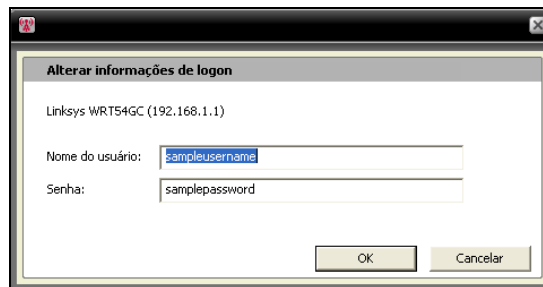 Alterar informações de logon
Linksys WRT54GC (192.168.1.1)
Nome do usuário: sampleusername
Senha: samplepassword
OK Cancelar